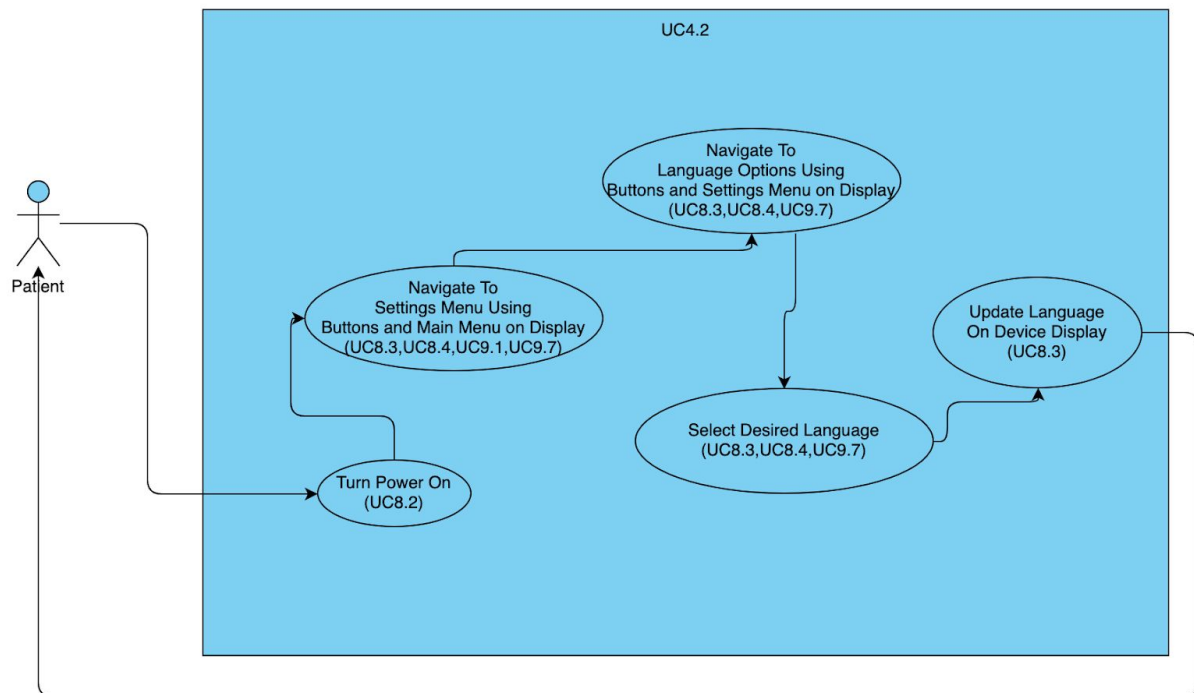 UC4.2
Patient
Turn Power On
(UC8.2)
Navigate To
Settings Menu Using
Buttons and Main Menu on Display
(UC8.3,UC8.4,UC9.1,UC9.7)
Navigate To
Language Options Using
Buttons and Settings Menu on Display
(UC8.3,UC8.4,UC9.7)
Select Desired Language
(UC8.3,UC8.4,UC9.7)
Update Language
On Device Display
(UC8.3)